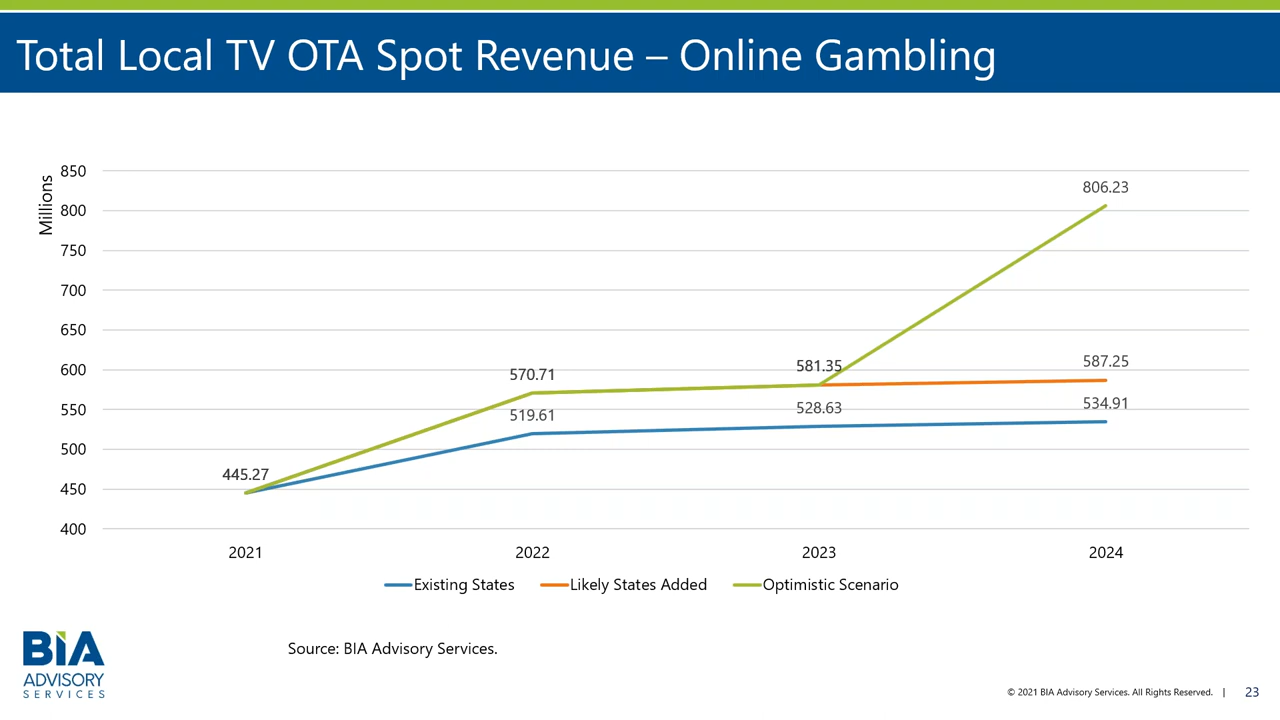 Total Local TV OTA Spot Revenue – Online Gambling
Millions
850
800
750
700
650
600
550
500
450
400
445.27
570.71
519.61
581.35
528.63
806.23
587.25
534.91
2021 2022 2023 2024
Existing States Likely States Added Optimistic Scenario
Source: BIA Advisory Services.
BIA
ADVISORY
SERVICES
© 2021 BIA Advisory Services. All Rights Reserved. | 23